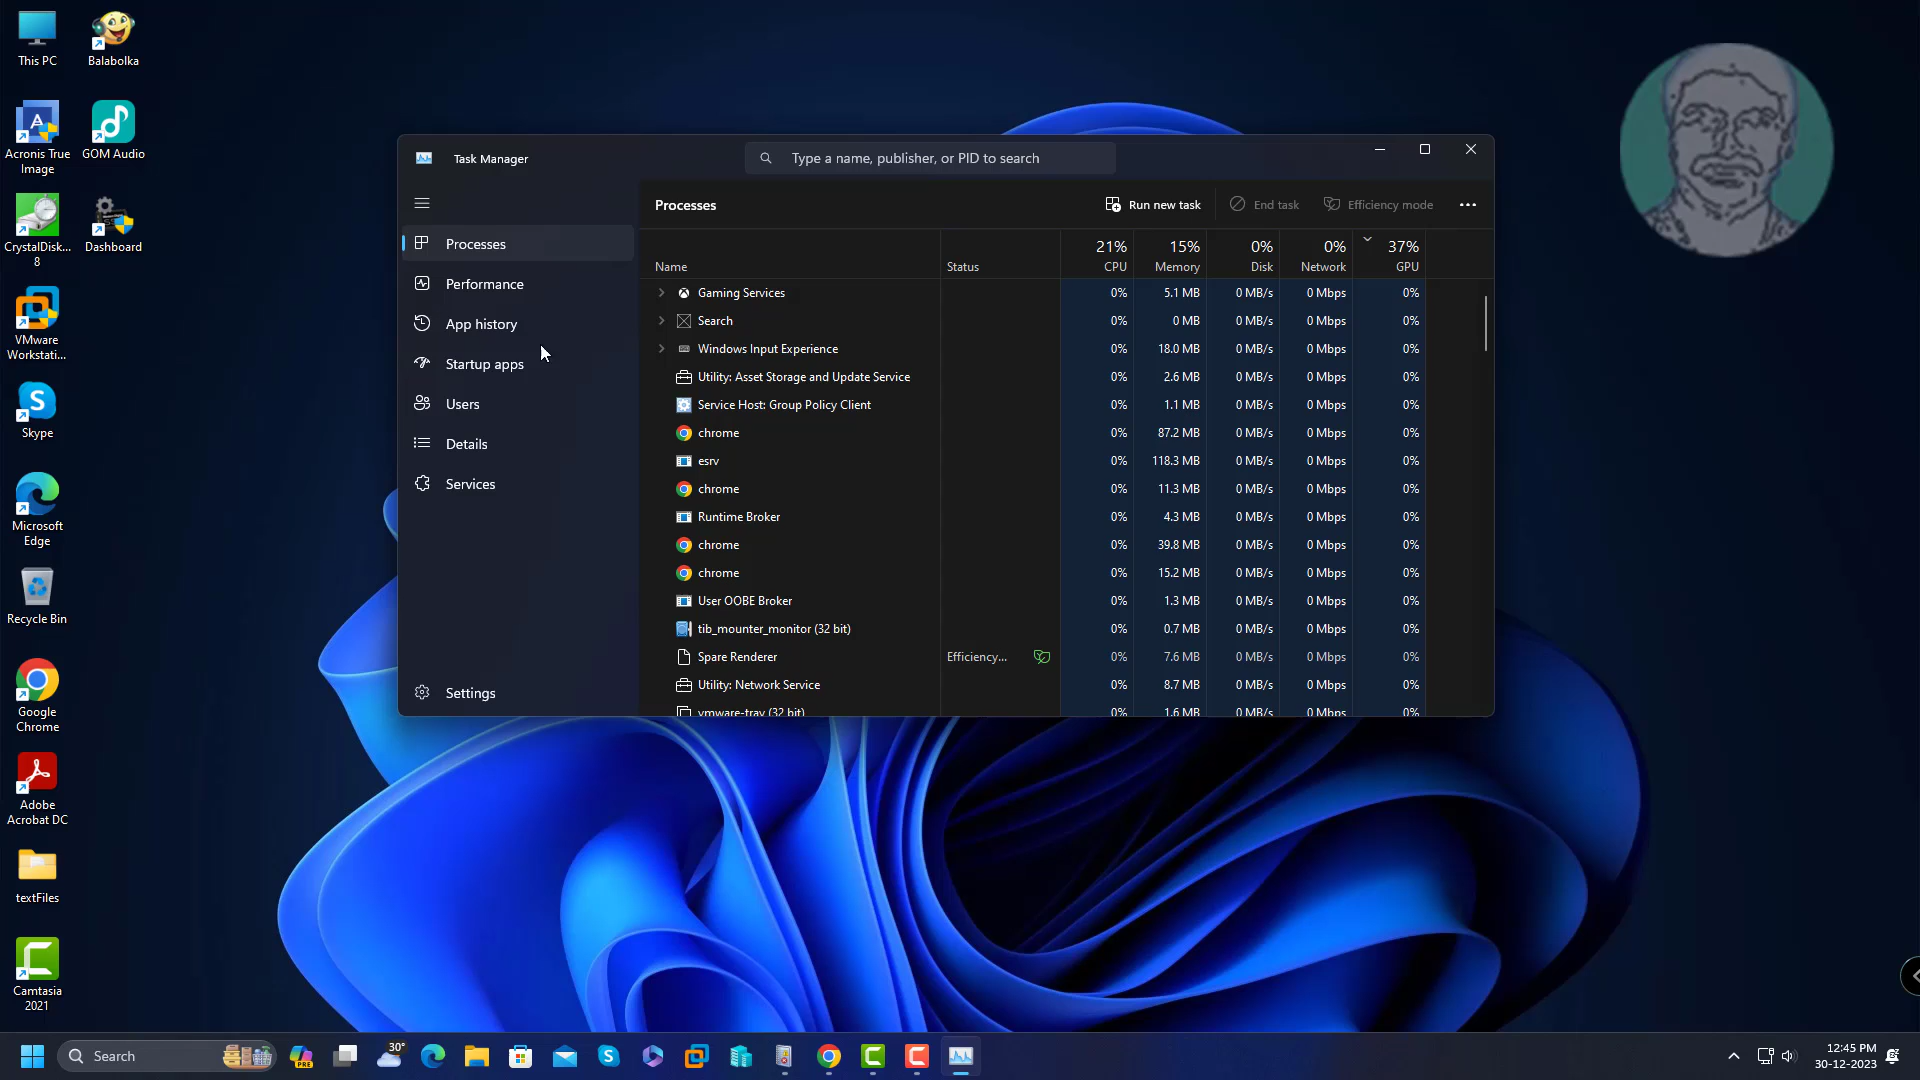 This PC
Balabolka
Acronis True
Image
GOM Audio
CrystalDisk...
8
Dashboard
VMware
Workstati...
Skype
Microsoft
Edge
Recycle Bin
Google
Chrome
Adobe
Acrobat DC
textFiles
Camtasia
2021
Task Manager
Type a name, publisher, or PID to search
Processes
Performance
App history
Startup apps
Users
Details
Services
Settings
Processes
Run new task
End task
Efficiency mode
21% 15% 0% 0% 37%
Name Status CPU Memory Disk Network GPU
Gaming Services 0% 5.1 MB 0 MB/s 0 Mbps 0%
Search 0% 0 MB 0 MB/s 0 Mbps 0%
Windows Input Experience 0% 18.0 MB 0 MB/s 0 Mbps 0%
Utility: Asset Storage and Update Service 0% 2.6 MB 0 MB/s 0 Mbps 0%
Service Host: Group Policy Client 0% 1.1 MB 0 MB/s 0 Mbps 0%
chrome 0% 87.2 MB 0 MB/s 0 Mbps 0%
esrv 0% 118.3 MB 0 MB/s 0 Mbps 0%
chrome 0% 11.3 MB 0 MB/s 0 Mbps 0%
Runtime Broker 0% 4.3 MB 0 MB/s 0 Mbps 0%
chrome 0% 39.8 MB 0 MB/s 0 Mbps 0%
chrome 0% 15.2 MB 0 MB/s 0 Mbps 0%
User OOBE Broker 0% 1.3 MB 0 MB/s 0 Mbps 0%
tib_mounter_monitor (32 bit) 0% 0.7 MB 0 MB/s 0 Mbps 0%
Spare Renderer Efficiency... 0% 7.6 MB 0 MB/s 0 Mbps 0%
Utility: Network Service 0% 8.7 MB 0 MB/s 0 Mbps 0%
vmware-tray (32 bit) 0% 1.6 MB 0 MB/s 0 Mbps 0%
Search
PRE
30°
12:45 PM
30-12-2023